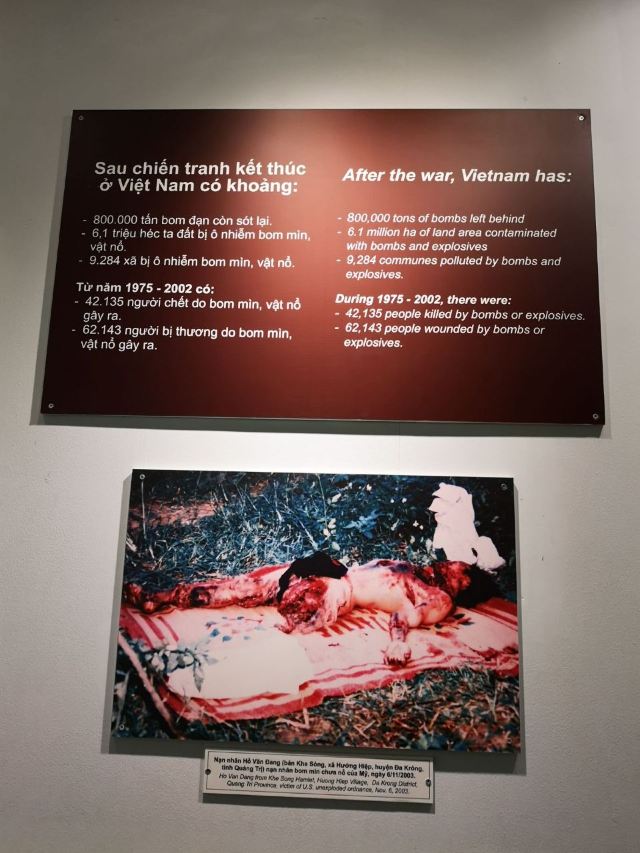 Sau chiến tranh kết thúc
ở Việt Nam có khoảng:
- 800.000 tấn bom đạn còn sót lại.
- 6,1 triệu héc ta đất bị ô nhiễm bom mìn,
vật nổ.
- 9.284 xã bị ô nhiễm bom mìn, vật nổ.
Từ năm 1975 - 2002 có:
- 42.135 người chết do bom mìn, vật nổ
gây ra.
- 62.143 người bị thương do bom mìn,
vật nổ gây ra.
After the war, Vietnam has:
- 800,000 tons of bombs left behind
- 6.1 million ha of land area contaminated
with bombs and explosives
- 9,284 communes polluted by bombs and
explosives.
During 1975 - 2002, there were:
- 42,135 people killed by bombs or explosives.
- 62,143 people wounded by bombs or
explosives.
Nạn nhân Hồ Văn Đang (bản Khe Sòng, xã Hướng Hiệp, huyện Đa Krông,
tỉnh Quảng Trị) nạn nhân bom mìn chưa nổ của Mỹ, ngày 6/11/2003.
Ho Van Dang from Khe Song Hamlet, Huong Hiep Village, Da Krong District,
Quang Tri Province, victim of U.S. unexploded ordnance, Nov. 6, 2003.